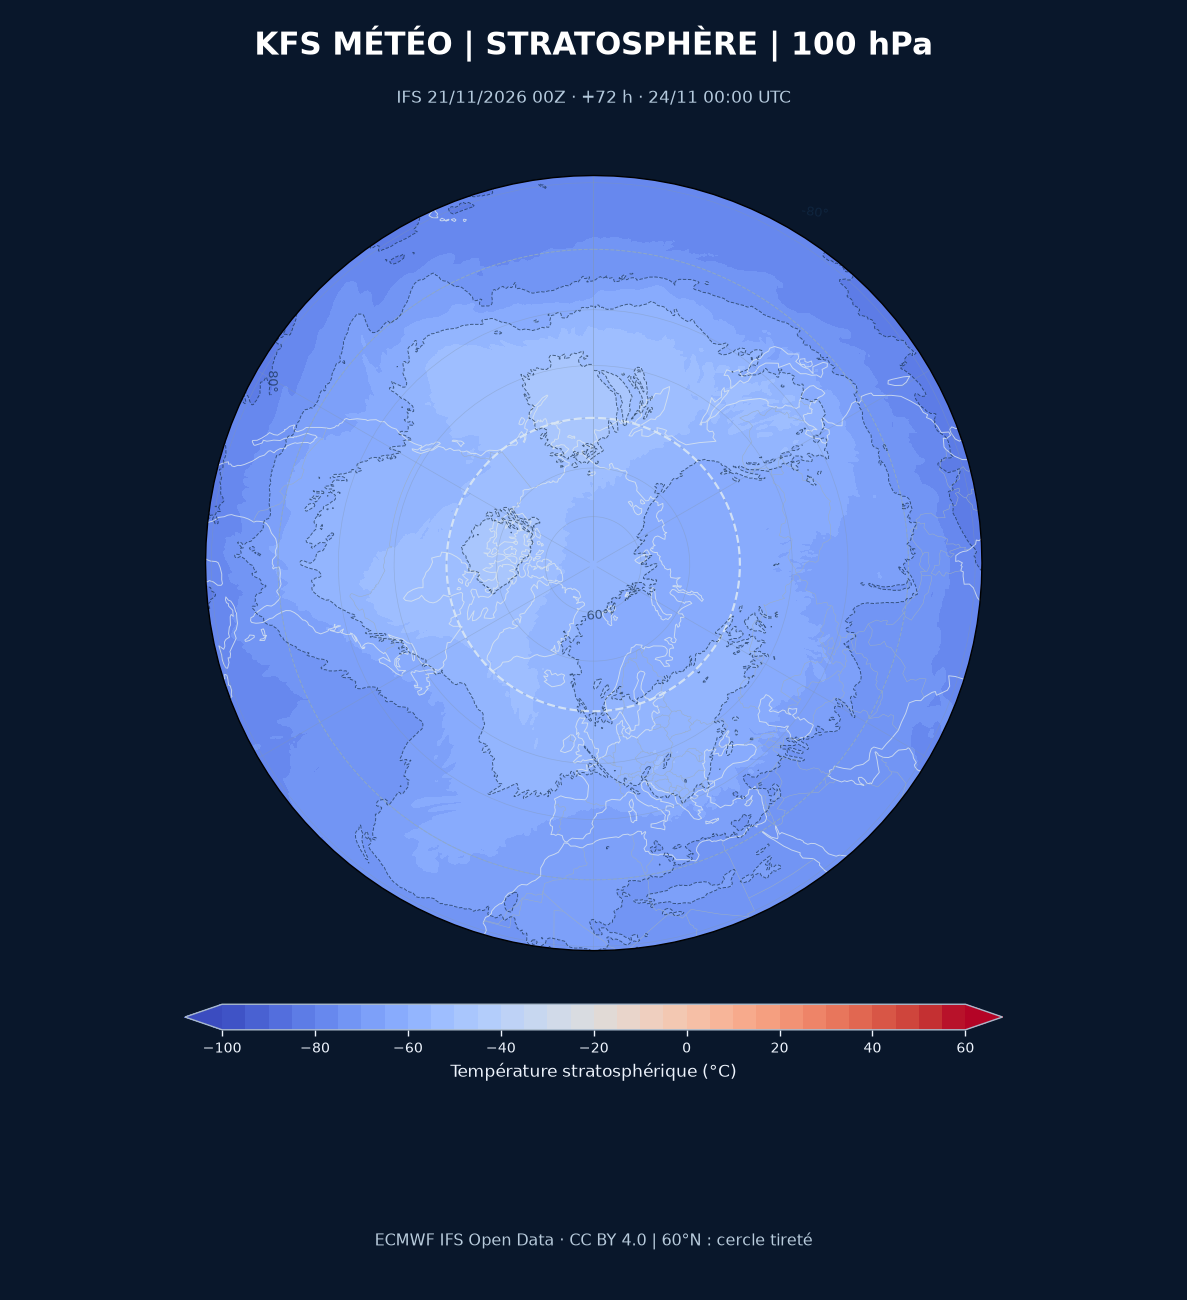 KFS MÉTÉO | STRATOSPHÈRE | 100 hPa
IFS 21/11/2026 00Z · +72 h · 24/11 00:00 UTC
-80°
80°
60°
−100 −80 −60 −40 −20 0 20 40 60
Température stratosphérique (°C)
ECMWF IFS Open Data · CC BY 4.0 | 60°N : cercle tireté